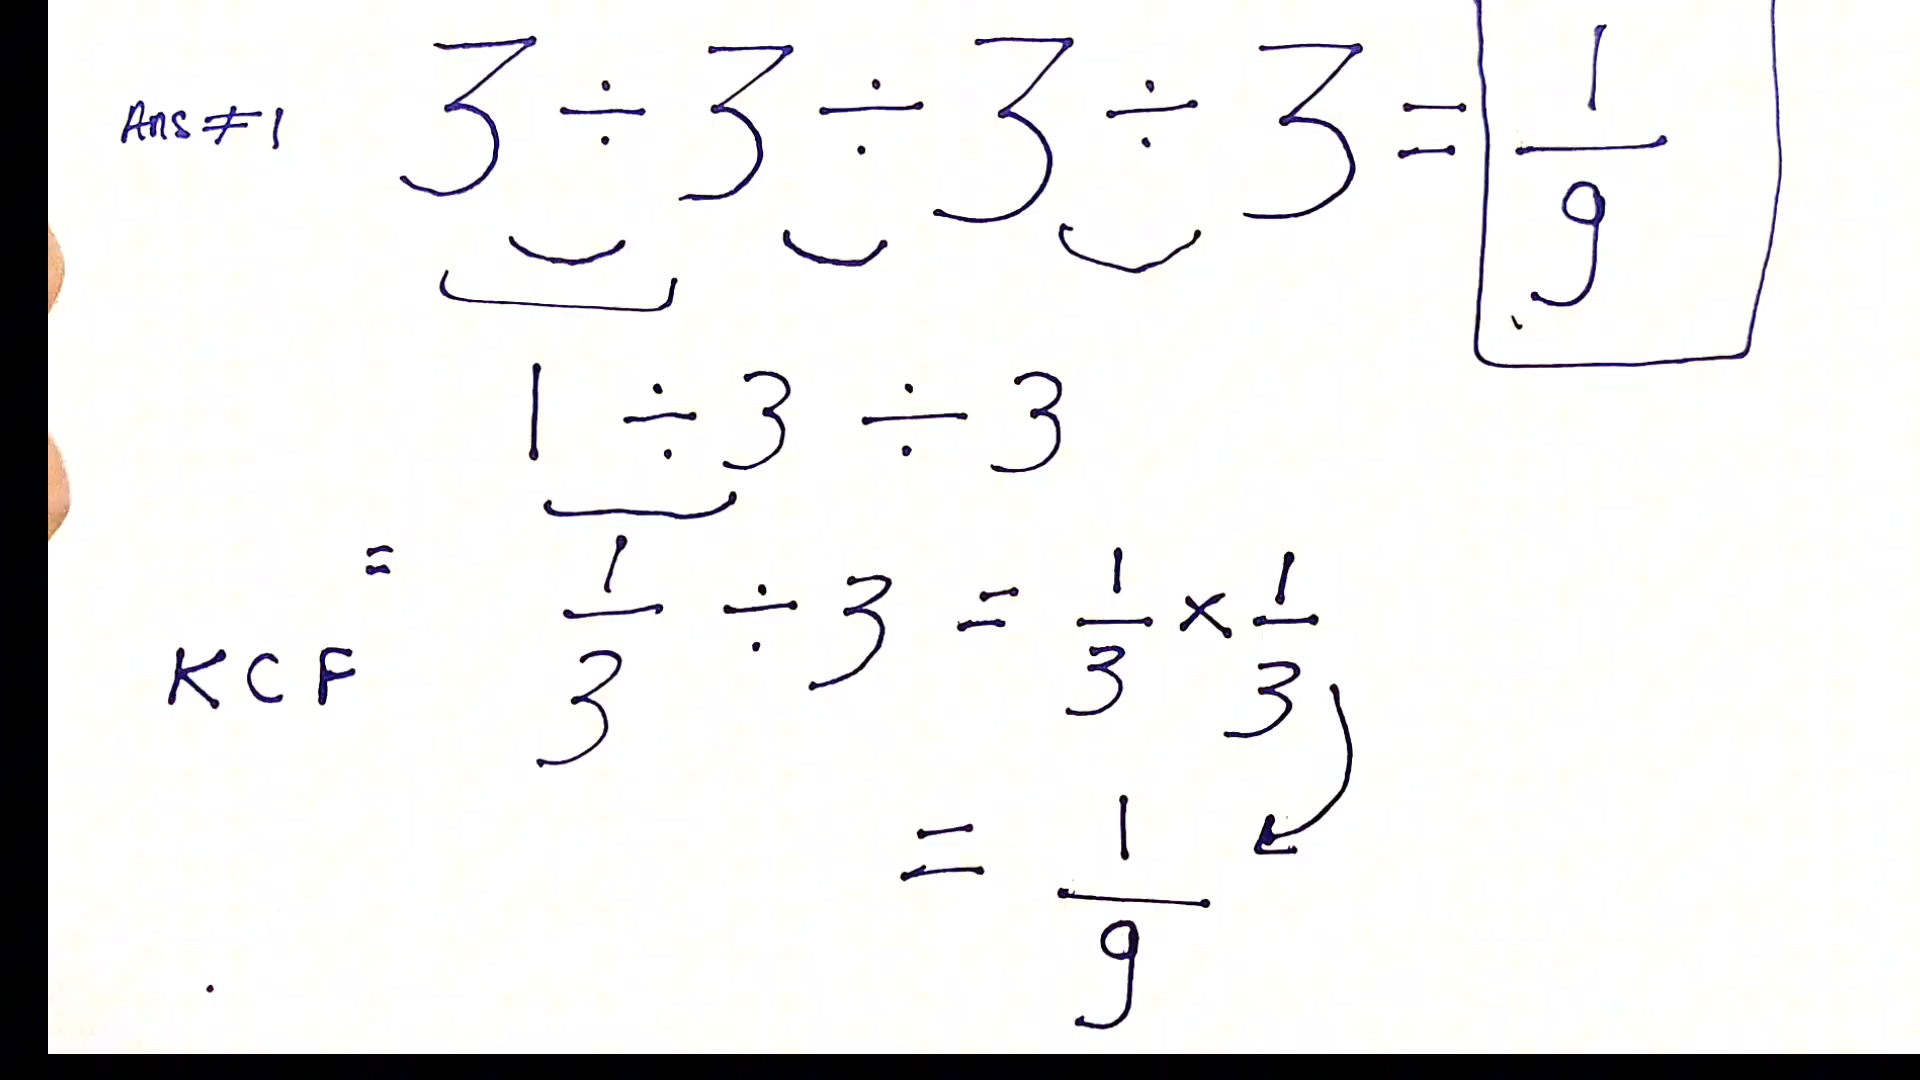 Ans ≠ 1 3 ÷ 3 ÷ 3 ÷ 3 = 1/9
1 ÷ 3 ÷ 3
= 1/3 ÷ 3 = 1/3 × 1/3
KCF
= 1/9